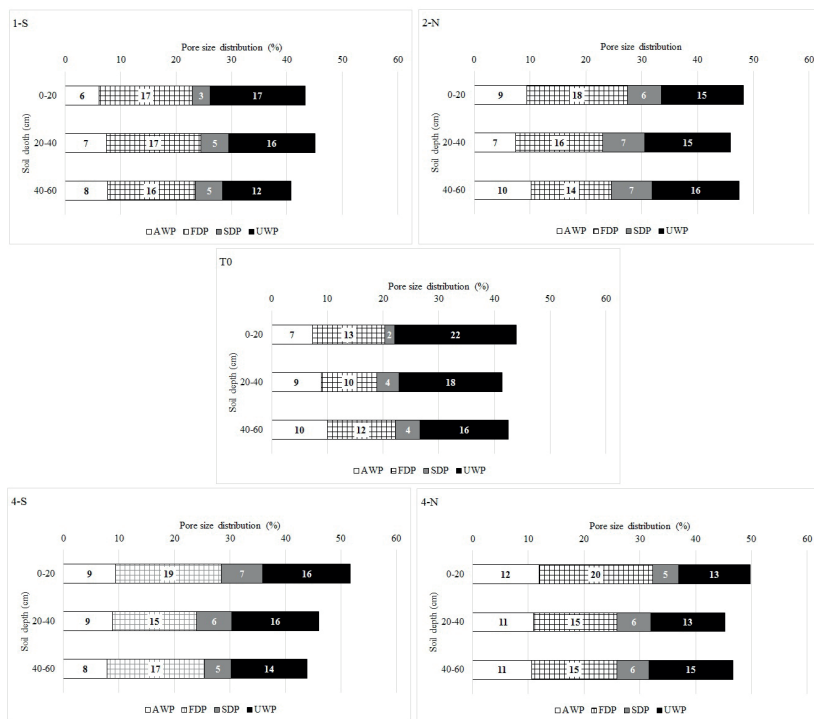 1-S
Pore size distribution (%)
0 10 20 30 40 50 60
Soil deoth (cm)
0-20 6 17 3 17
20-40 7 17 5 16
40-60 8 16 5 12
AWP FDP SDP UWP
2-N
Pore size distribution
0 10 20 30 40 50 60
Soil depth (cm)
0-20 9 18 6 15
20-40 7 16 7 15
40-60 10 14 7 16
AWP FDP SDP UWP
T0
Pore size distribution (%)
0 10 20 30 40 50 60
Soil depth (cm)
0-20 7 13 2 22
20-40 9 10 4 18
40-60 10 12 4 16
AWP FDP SDP UWP
4-S
Pore size distribution (%)
0 10 20 30 40 50 60
Soil depth (cm)
0-20 9 19 7 16
20-40 9 15 6 16
40-60 8 17 5 14
AWP FDP SDP UWP
4-N
Pore size distribution (%)
0 10 20 30 40 50 60
Soil depth (cm)
0-20 12 20 5 13
20-40 11 15 6 13
40-60 11 15 6 15
AWP FDP SDP UWP